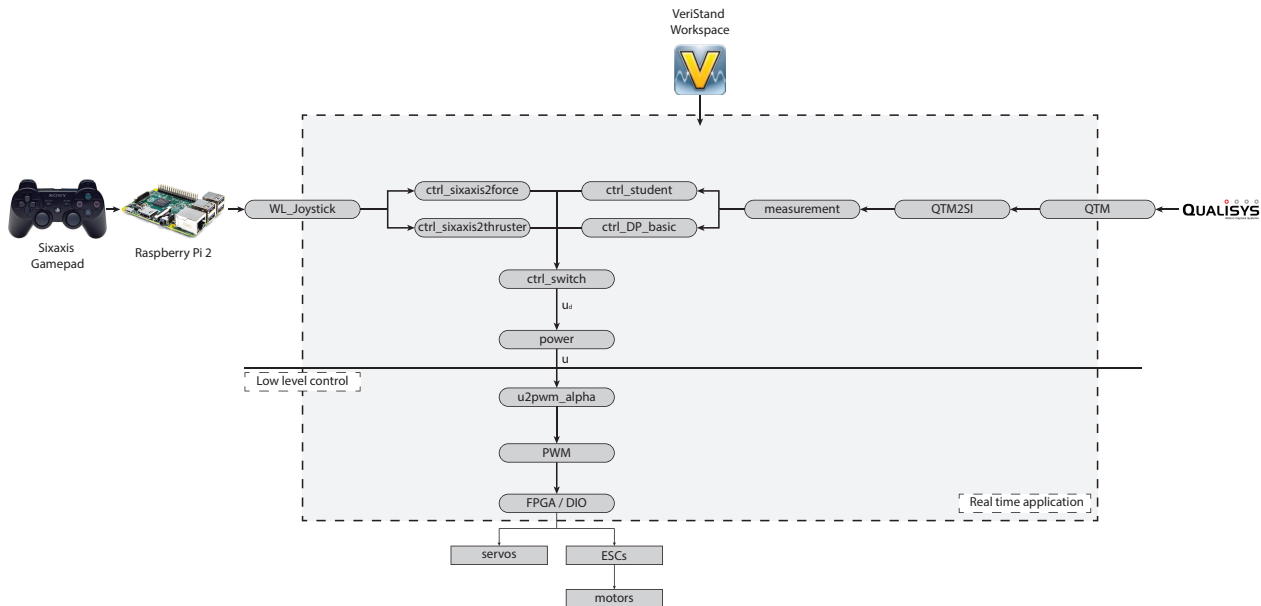 VeriStand
Workspace
V
SONY
Sixaxis
Gamepad
Raspberry Pi 2
WL_Joystick
ctrl_sixaxis2force
ctrl_sixaxis2thruster
ctrl_student
ctrl_DP_basic
measurement
QTM2SI
QTM
QUALISYS
ctrl_switch
ud
power
u
Low level control
u2pwm_alpha
PWM
FPGA / DIO
Real time application
servos
ESCs
motors